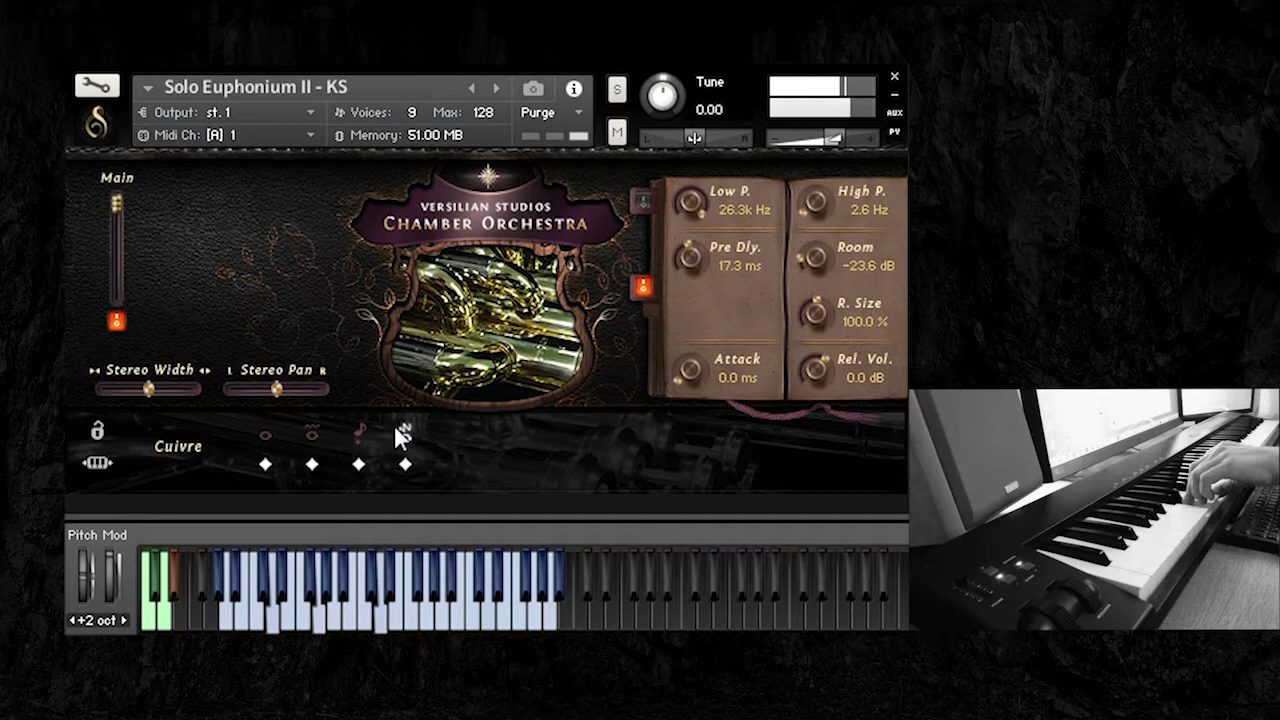 Solo Euphonium II - KS
Output: st. 1
Voices: 9 Max: 128
Purge
Midi Ch: [A] 1
Memory: 51.00 MB
S
M
Tune
0.00
L R
AUX
PV
Main
VERSILIAN STUDIOS
CHAMBER ORCHESTRA
Low P.
26.3k Hz
High P.
2.6 Hz
Pre Dly.
17.3 ms
Room
-23.6 dB
R. Size
100.0 %
Attack
0.0 ms
Rel. Vol.
0.0 dB
Stereo Width
L Stereo Pan R
Cuivre
Pitch Mod
+2 oct